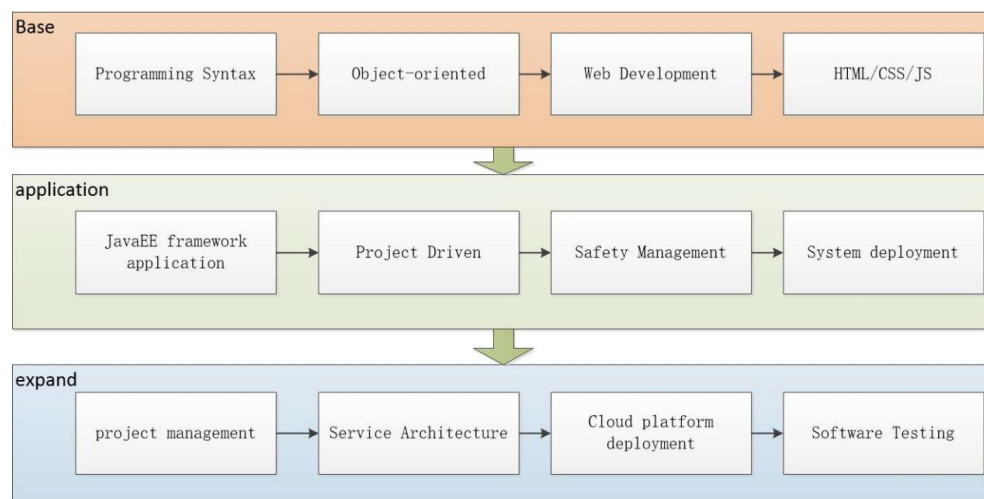 Base
Programming Syntax
Object-oriented
Web Development
HTML/CSS/JS
application
JavaEE framework
application
Project Driven
Safety Management
System deployment
expand
project management
Service Architecture
Cloud platform
deployment
Software Testing